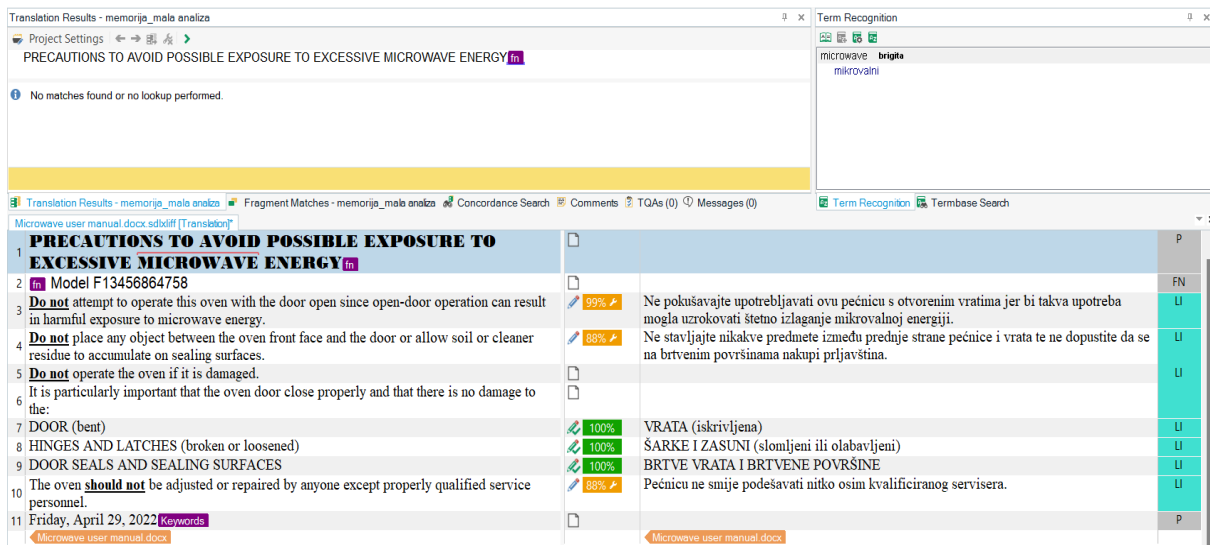 Translation Results - memorija_mala analiza
Project Settings
PRECAUTIONS TO AVOID POSSIBLE EXPOSURE TO EXCESSIVE MICROWAVE ENERGY fn
No matches found or no lookup performed.
Term Recognition
microwave brigita
mikrovalni
Translation Results - memorija_mala analiza Fragment Matches - memorija_mala analiza Concordance Search Comments TQAs (0) Messages (0)
Term Recognition Termbase Search
Microwave user manual.docx.sdlxliff [Translation]*
1 PRECAUTIONS TO AVOID POSSIBLE EXPOSURE TO P
EXCESSIVE MICROWAVE ENERGY fn
2 fn Model F13456864758 FN
3 Do not attempt to operate this oven with the door open since open-door operation can result
in harmful exposure to microwave energy.
99%
Ne pokušavajte upotrebljavati ovu pećnicu s otvorenim vratima jer bi takva upotreba
mogla uzrokovati štetno izlaganje mikrovalnoj energiji.
LI
4 Do not place any object between the oven front face and the door or allow soil or cleaner
residue to accumulate on sealing surfaces.
88%
Ne stavljajte nikakve predmete između prednje strane pećnice i vrata te ne dopustite da se
na brtvenim površinama nakupi prljavština.
LI
5 Do not operate the oven if it is damaged. LI
6 It is particularly important that the oven door close properly and that there is no damage to
the:
7 DOOR (bent) 100% VRATA (iskrivljena) LI
8 HINGES AND LATCHES (broken or loosened) 100% ŠARKE I ZASUNI (slomljeni ili olabavljeni) LI
9 DOOR SEALS AND SEALING SURFACES 100% BRTVE VRATA I BRTVENE POVRŠINE LI
10 The oven should not be adjusted or repaired by anyone except properly qualified service
personnel.
88%
Pećnicu ne smije podešavati nitko osim kvalificiranog servisera.
LI
11 Friday, April 29, 2022 Keywords P
Microwave user manual.docx Microwave user manual.docx